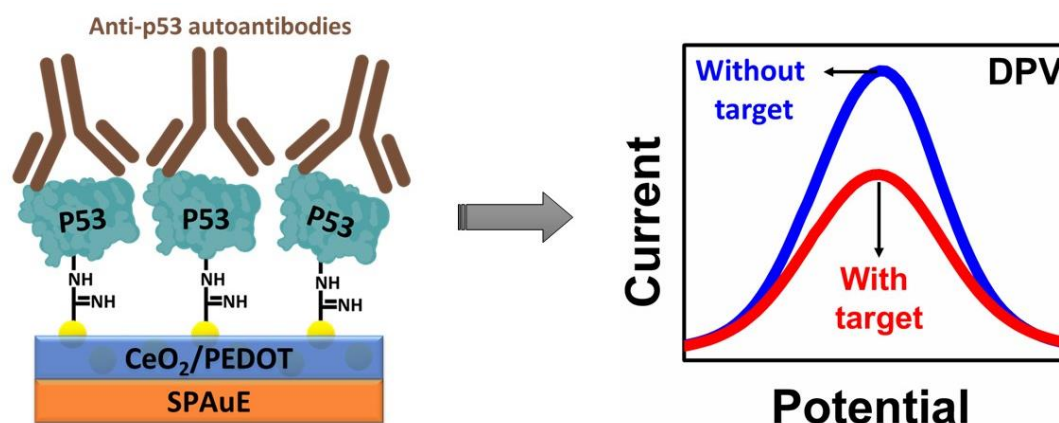 Anti-p53 autoantibodies
P53
P53
P53
NH
=NH
NH
=NH
NH
=NH
CeO₂/PEDOT
SPAuE
DPV
Without
target
With
target
Current
Potential